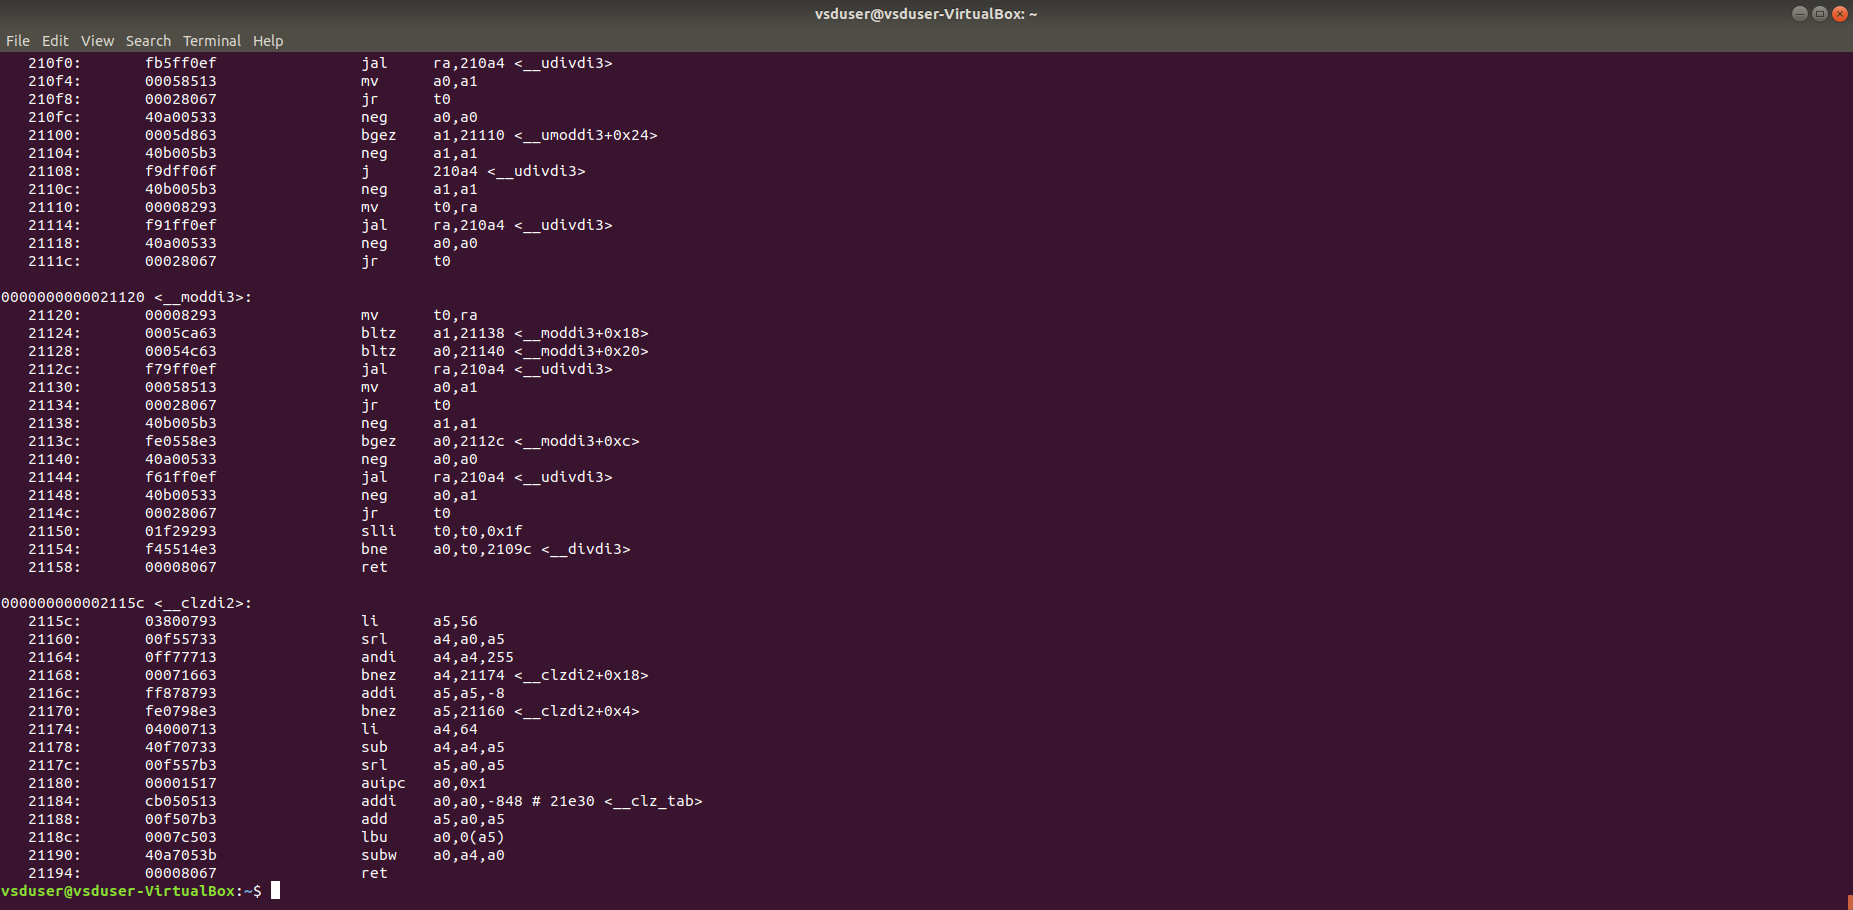 vsduser@vsduser-VirtualBox: ~
File Edit View Search Terminal Help
210f0: fb5ff0ef jal ra,210a4 <__udivdi3>
210f4: 00058513 mv a0,a1
210f8: 00028067 jr t0
210fc: 40a00533 neg a0,a0
21100: 0005d863 bgez a1,21110 <__umoddi3+0x24>
21104: 40b005b3 neg a1,a1
21108: f9dff06f j 210a4 <__udivdi3>
2110c: 40b005b3 neg a1,a1
21110: 00008293 mv t0,ra
21114: f91ff0ef jal ra,210a4 <__udivdi3>
21118: 40a00533 neg a0,a0
2111c: 00028067 jr t0
0000000000021120 <__moddi3>:
21120: 00008293 mv t0,ra
21124: 0005ca63 bltz a1,21138 <__moddi3+0x18>
21128: 00054c63 bltz a0,21140 <__moddi3+0x20>
2112c: f79ff0ef jal ra,210a4 <__udivdi3>
21130: 00058513 mv a0,a1
21134: 00028067 jr t0
21138: 40b005b3 neg a1,a1
2113c: fe0558e3 bgez a0,2112c <__moddi3+0xc>
21140: 40a00533 neg a0,a0
21144: f61ff0ef jal ra,210a4 <__udivdi3>
21148: 40b00533 neg a0,a1
2114c: 00028067 jr t0
21150: 01f29293 slli t0,t0,0x1f
21154: f45514e3 bne a0,t0,2109c <__divdi3>
21158: 00008067 ret
000000000002115c <__clzdi2>:
2115c: 03800793 li a5,56
21160: 00f55733 srl a4,a0,a5
21164: 0ff77713 andi a4,a4,255
21168: 00071663 bnez a4,21174 <__clzdi2+0x18>
2116c: ff878793 addi a5,a5,-8
21170: fe0798e3 bnez a5,21160 <__clzdi2+0x4>
21174: 04000713 li a4,64
21178: 40f70733 sub a4,a4,a5
2117c: 00f557b3 srl a5,a0,a5
21180: 00001517 auipc a0,0x1
21184: cb050513 addi a0,a0,-848 # 21e30 <__clz_tab>
21188: 00f507b3 add a5,a0,a5
2118c: 0007c503 lbu a0,0(a5)
21190: 40a7053b subw a0,a4,a0
21194: 00008067 ret
vsduser@vsduser-VirtualBox:~$